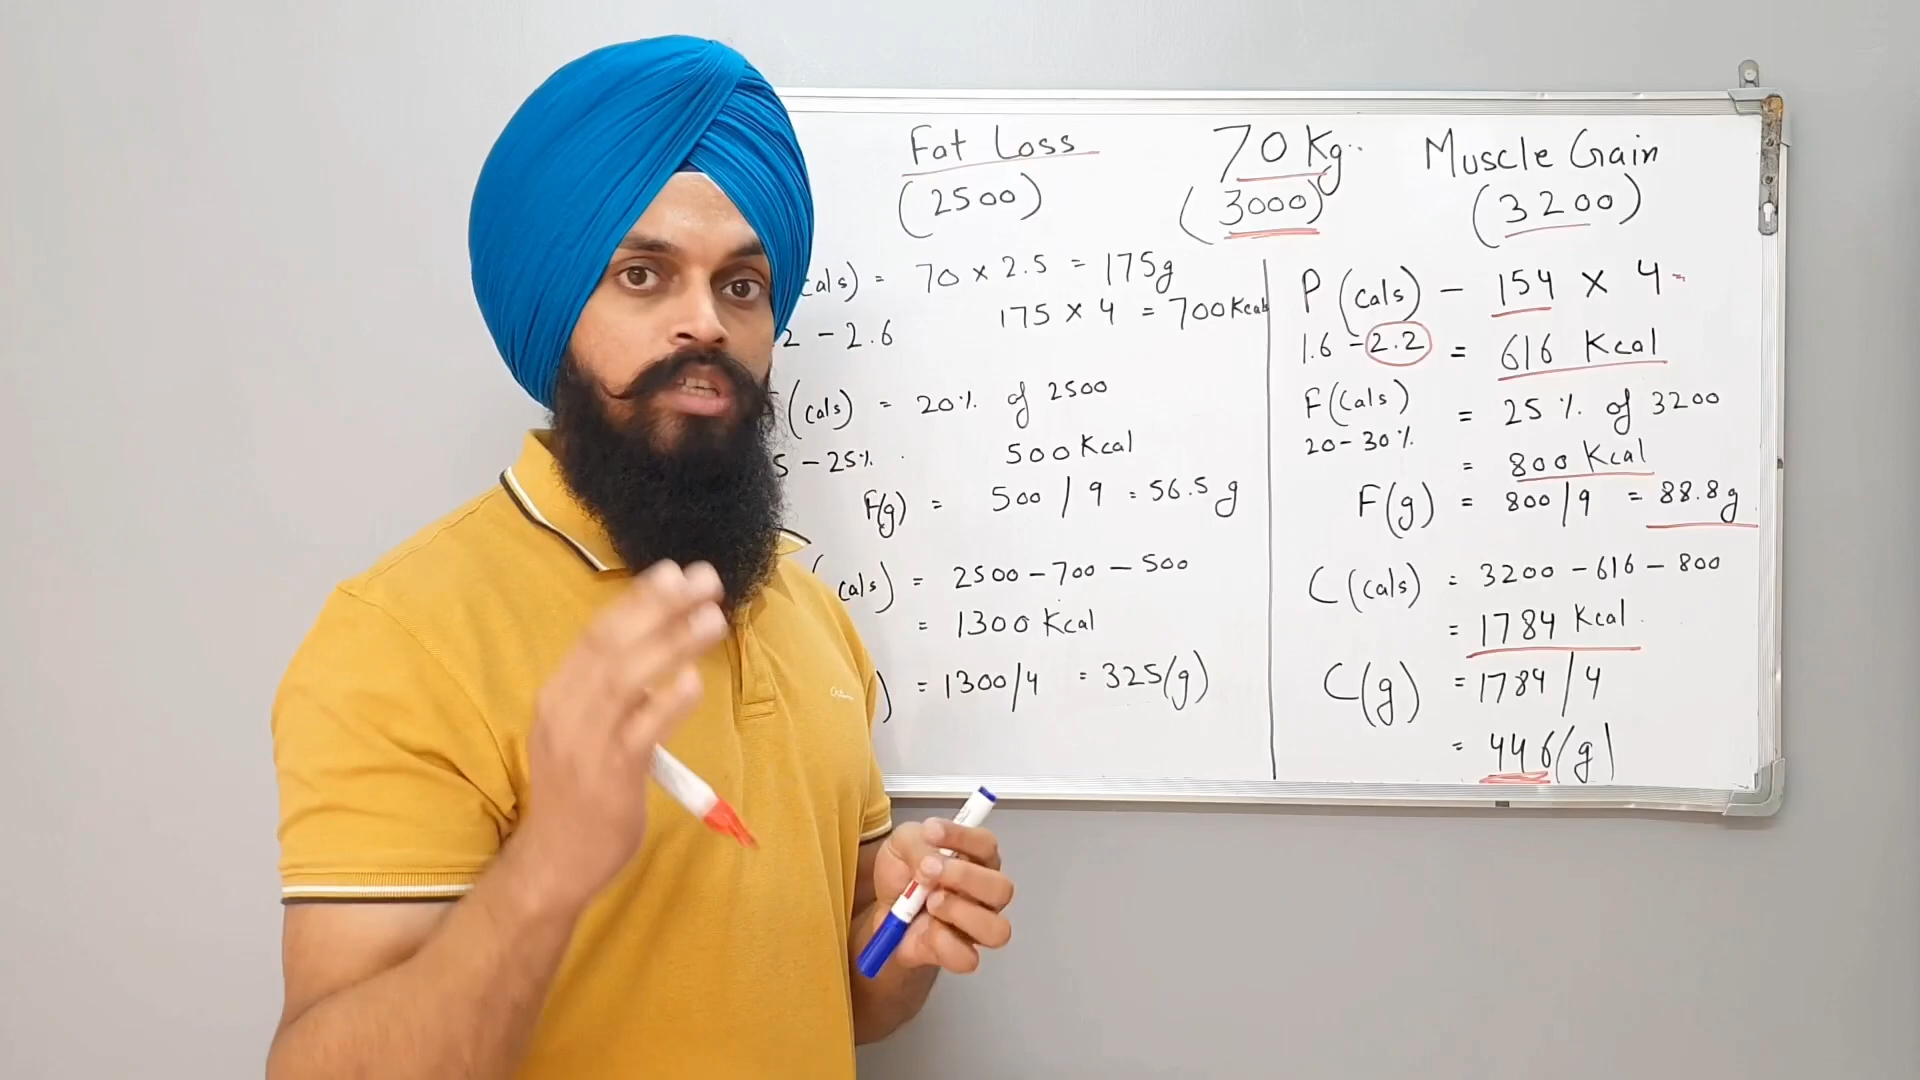 Fat Loss
(2500)
70 Kg
(3000)
Muscle Gain
(3200)
cals) = 70 x 2.5 = 175g
175 x 4 = 700Kcals
2 - 2.6
(cals) = 20% of 2500
500 Kcal
5 - 25%
F(g) = 500 / 9 = 56.5 g
(cals) = 2500 - 700 - 500
= 1300 Kcal
) = 1300/4 = 325(g)
P (cals) - 154 x 4 =
1.6 - 2.2 = 616 Kcal
F(cals) = 25 % of 3200
20 - 30%
= 800 Kcal
F(g) = 800/9 = 88.8g
C (cals) = 3200 - 616 - 800
= 1784 Kcal
C(g) = 1784 / 4
= 446(g)